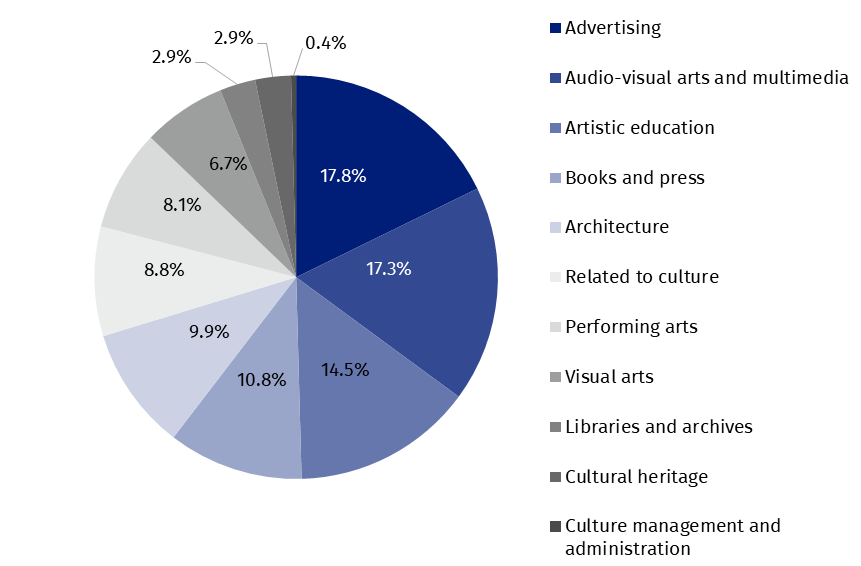 2.9%
2.9%
0.4%
17.8%
17.3%
14.5%
10.8%
9.9%
8.8%
8.1%
6.7%
Advertising
Audio-visual arts and multimedia
Artistic education
Books and press
Architecture
Related to culture
Performing arts
Visual arts
Libraries and archives
Cultural heritage
Culture management and
administration